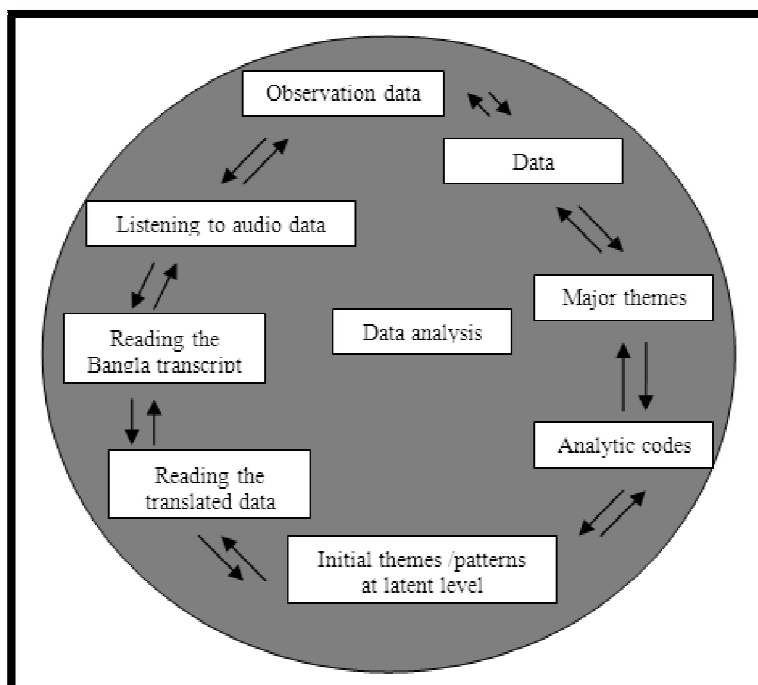 Observation data
Data
Listening to audio data
Major themes
Data analysis
Reading the
Bangla transcript
Analytic codes
Reading the
translated data
Initial themes /patterns
at latent level